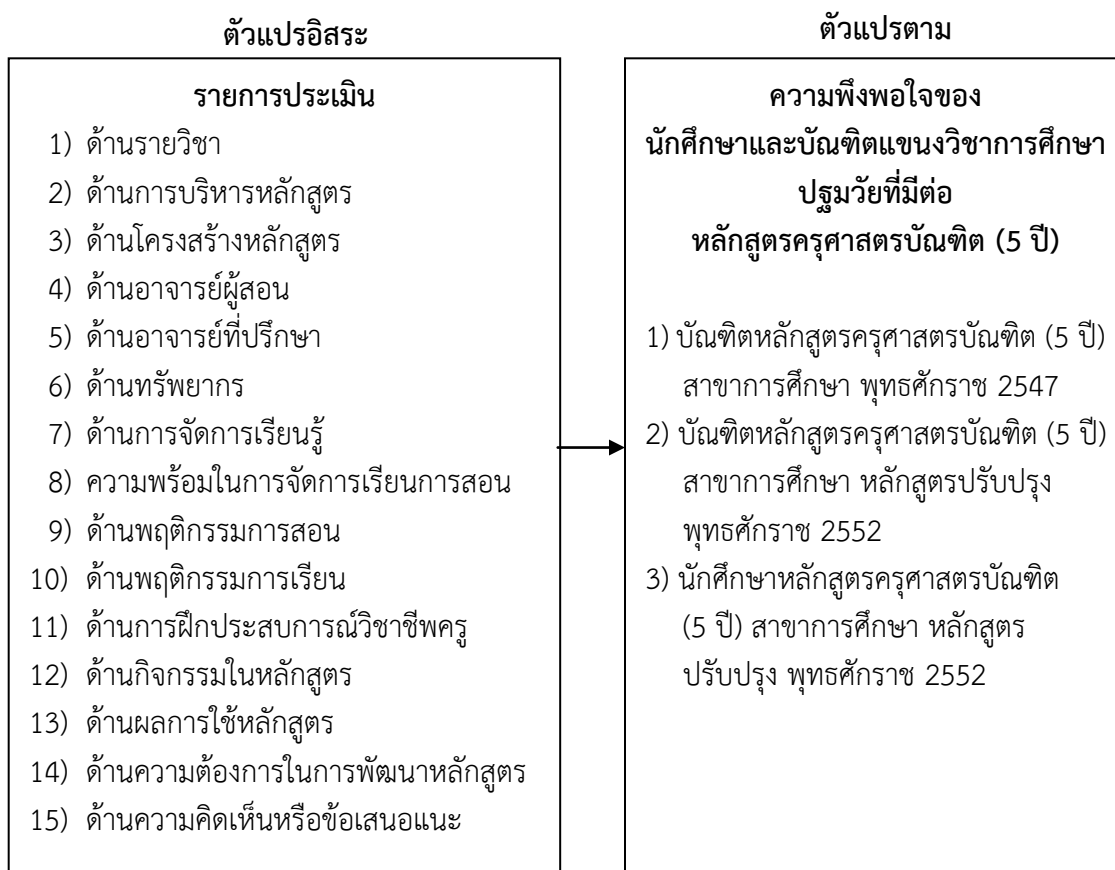 ตัวแปรอิสระ
รายการประเมิน
1) ด้านรายวิชา
2) ด้านการบริหารหลักสูตร
3) ด้านโครงสร้างหลักสูตร
4) ด้านอาจารย์ผู้สอน
5) ด้านอาจารย์ที่ปรึกษา
6) ด้านทรัพยากร
7) ด้านการจัดการเรียนรู้
8) ความพร้อมในการจัดการเรียนการสอน
9) ด้านพฤติกรรมการสอน
10) ด้านพฤติกรรมการเรียน
11) ด้านการฝึกประสบการณ์วิชาชีพครู
12) ด้านกิจกรรมในหลักสูตร
13) ด้านผลการใช้หลักสูตร
14) ด้านความต้องการในการพัฒนาหลักสูตร
15) ด้านความคิดเห็นหรือข้อเสนอแนะ
ตัวแปรตาม
ความพึงพอใจของ
นักศึกษาและบัณฑิตแขนงวิชาการศึกษา
ปฐมวัยที่มีต่อ
หลักสูตรครุศาสตรบัณฑิต (5 ปี)
1) บัณฑิตหลักสูตรครุศาสตรบัณฑิต (5 ปี)
สาขาการศึกษา พุทธศักราช 2547
2) บัณฑิตหลักสูตรครุศาสตรบัณฑิต (5 ปี)
สาขาการศึกษา หลักสูตรปรับปรุง
พุทธศักราช 2552
3) นักศึกษาหลักสูตรครุศาสตรบัณฑิต
(5 ปี) สาขาการศึกษา หลักสูตร
ปรับปรุง พุทธศักราช 2552